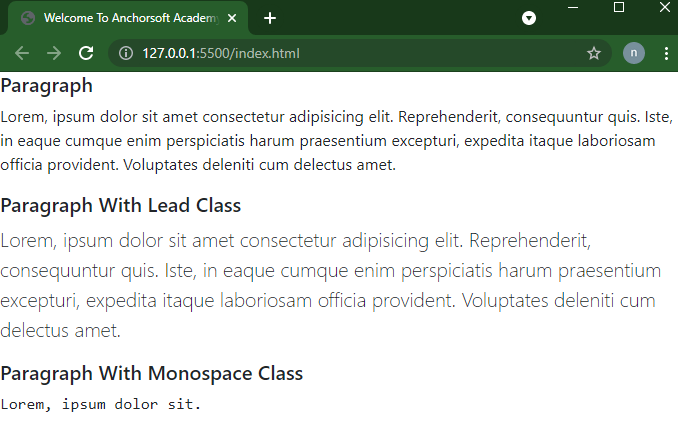 Welcome To Anchorsoft Academy
127.0.0.1:5500/index.html
n
Paragraph
Lorem, ipsum dolor sit amet consectetur adipisicing elit. Reprehenderit, consequuntur quis. Iste,
in eaque cumque enim perspiciatis harum praesentium excepturi, expedita itaque laboriosam
officia provident. Voluptates deleniti cum delectus amet.
Paragraph With Lead Class
Lorem, ipsum dolor sit amet consectetur adipisicing elit. Reprehenderit,
consequuntur quis. Iste, in eaque cumque enim perspiciatis harum praesentium
excepturi, expedita itaque laboriosam officia provident. Voluptates deleniti cum
delectus amet.
Paragraph With Monospace Class
Lorem, ipsum dolor sit.